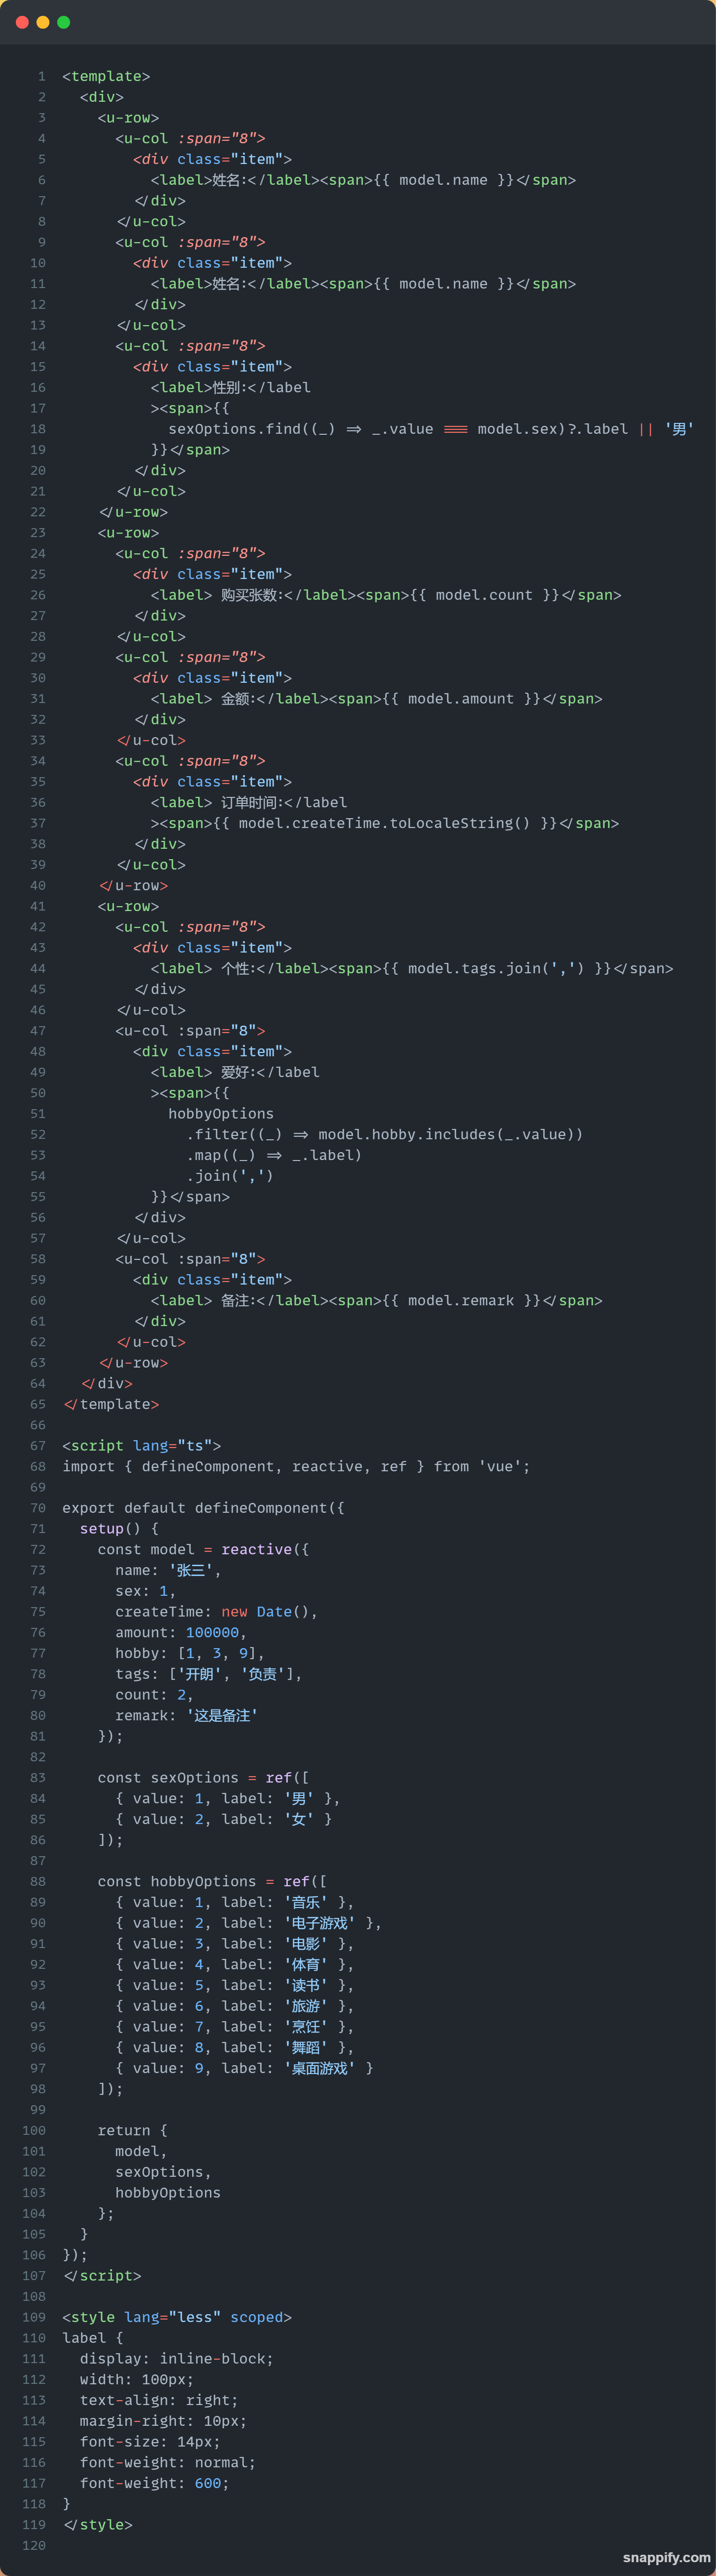 1 <template>
2   <div>
3     <u-row>
4       <u-col :span="8">
5         <div class="item">
6           <label>姓名:</label><span>{{ model.name }}</span>
7         </div>
8       </u-col>
9       <u-col :span="8">
10         <div class="item">
11           <label>姓名:</label><span>{{ model.name }}</span>
12         </div>
13       </u-col>
14       <u-col :span="8">
15         <div class="item">
16           <label>性别:</label
17           ><span>{{
18             sexOptions.find((_) => _.value === model.sex)?.label || '男'
19           }}</span>
20         </div>
21       </u-col>
22     </u-row>
23     <u-row>
24       <u-col :span="8">
25         <div class="item">
26           <label> 购买张数:</label><span>{{ model.count }}</span>
27         </div>
28       </u-col>
29       <u-col :span="8">
30         <div class="item">
31           <label> 金额:</label><span>{{ model.amount }}</span>
32         </div>
33       </u-col>
34       <u-col :span="8">
35         <div class="item">
36           <label> 订单时间:</label
37           ><span>{{ model.createTime.toLocaleString() }}</span>
38         </div>
39       </u-col>
40     </u-row>
41     <u-row>
42       <u-col :span="8">
43         <div class="item">
44           <label> 个性:</label><span>{{ model.tags.join(',') }}</span>
45         </div>
46       </u-col>
47       <u-col :span="8">
48         <div class="item">
49           <label> 爱好:</label
50           ><span>{{
51             hobbyOptions
52               .filter((_) => model.hobby.includes(_.value))
53               .map((_) => _.label)
54               .join(',')
55           }}</span>
56         </div>
57       </u-col>
58       <u-col :span="8">
59         <div class="item">
60           <label> 备注:</label><span>{{ model.remark }}</span>
61         </div>
62       </u-col>
63     </u-row>
64   </div>
65 </template>
66
67 <script lang="ts">
68 import { defineComponent, reactive, ref } from 'vue';
69
70 export default defineComponent({
71   setup() {
72     const model = reactive({
73       name: '张三',
74       sex: 1,
75       createTime: new Date(),
76       amount: 100000,
77       hobby: [1, 3, 9],
78       tags: ['开朗', '负责'],
79       count: 2,
80       remark: '这是备注'
81     });
82
83     const sexOptions = ref([
84       { value: 1, label: '男' },
85       { value: 2, label: '女' }
86     ]);
87
88     const hobbyOptions = ref([
89       { value: 1, label: '音乐' },
90       { value: 2, label: '电子游戏' },
91       { value: 3, label: '电影' },
92       { value: 4, label: '体育' },
93       { value: 5, label: '读书' },
94       { value: 6, label: '旅游' },
95       { value: 7, label: '烹饪' },
96       { value: 8, label: '舞蹈' },
97       { value: 9, label: '桌面游戏' }
98     ]);
99
100     return {
101       model,
102       sexOptions,
103       hobbyOptions
104     };
105   }
106 });
107 </script>
108
109 <style lang="less" scoped>
110 label {
111   display: inline-block;
112   width: 100px;
113   text-align: right;
114   margin-right: 10px;
115   font-size: 14px;
116   font-weight: normal;
117   font-weight: 600;
118 }
119 </style>
120
snappify.com